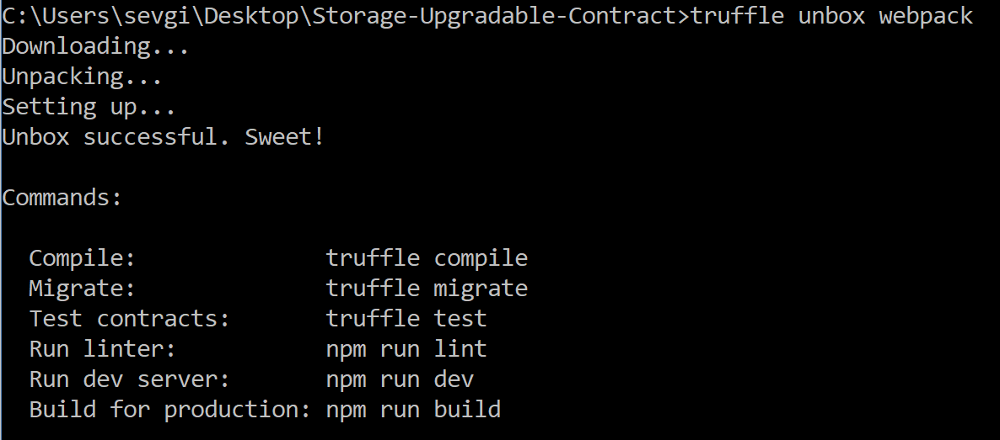 C:\Users\sevgi\Desktop\Storage-Upgradable-Contract>truffle unbox webpack
Downloading...
Unpacking...
Setting up...
Unbox successful. Sweet!
Commands:
Compile: truffle compile
Migrate: truffle migrate
Test contracts: truffle test
Run linter: npm run lint
Run dev server: npm run dev
Build for production: npm run build